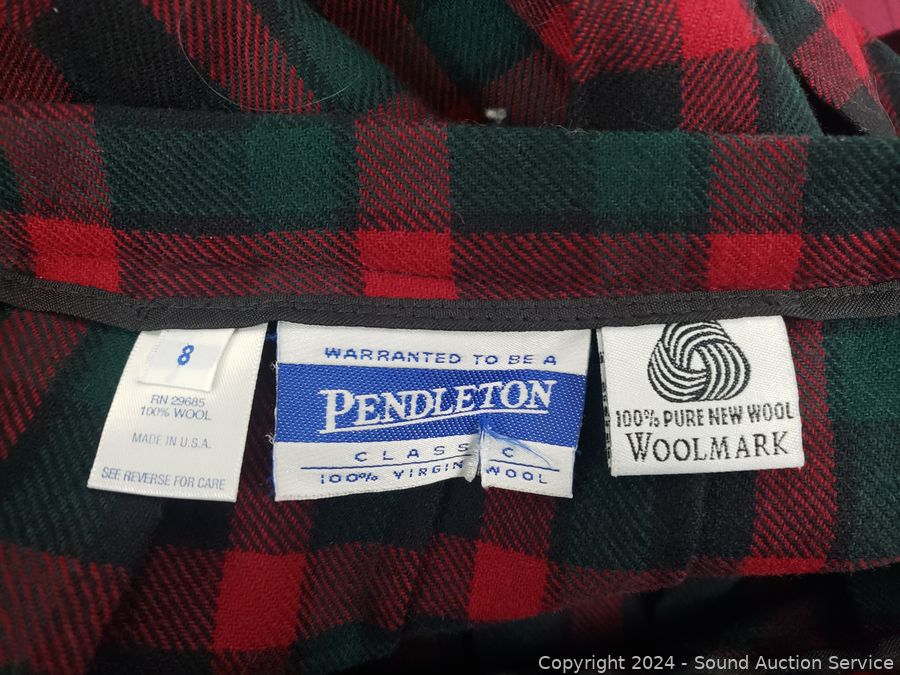 8
RN 29685
100% WOOL
MADE IN U.S.A.
SEE REVERSE FOR CARE
WARRANTED TO BE A
PENDLETON
CLASS C
100% VIRGIN WOOL
100% PURE NEW WOOL
WOOLMARK
Copyright 2024 - Sound Auction Service